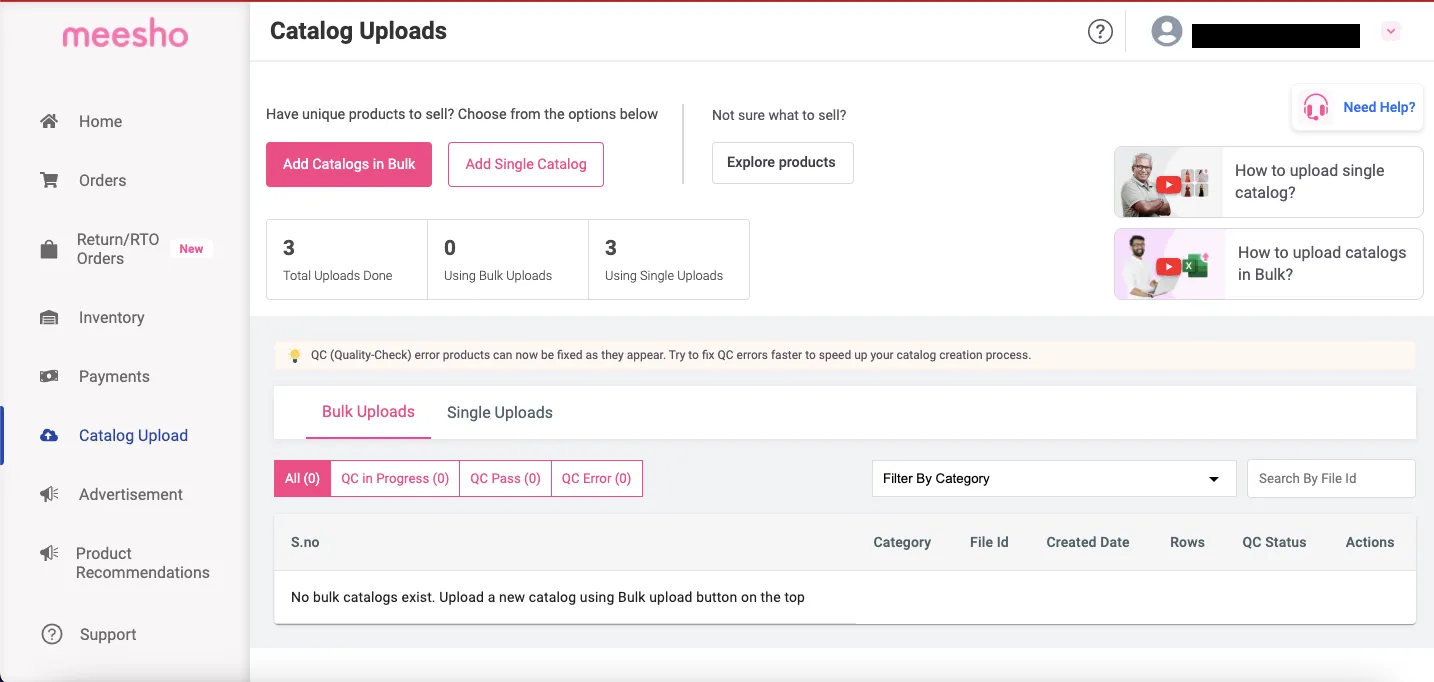 meesho
Home
Orders
Return/RTO
Orders
New
Inventory
Payments
Catalog Upload
Advertisement
Product
Recommendations
Support
Catalog Uploads
Have unique products to sell? Choose from the options below
Add Catalogs in Bulk
Add Single Catalog
Not sure what to sell?
Explore products
Need Help?
How to upload single
catalog?
How to upload catalogs
in Bulk?
3
Total Uploads Done
0
Using Bulk Uploads
3
Using Single Uploads
QC (Quality-Check) error products can now be fixed as they appear. Try to fix QC errors faster to speed up your catalog creation process.
Bulk Uploads Single Uploads
All (0) QC in Progress (0) QC Pass (0) QC Error (0) Filter By Category Search By File Id
S.no Category File Id Created Date Rows QC Status Actions
No bulk catalogs exist. Upload a new catalog using Bulk upload button on the top